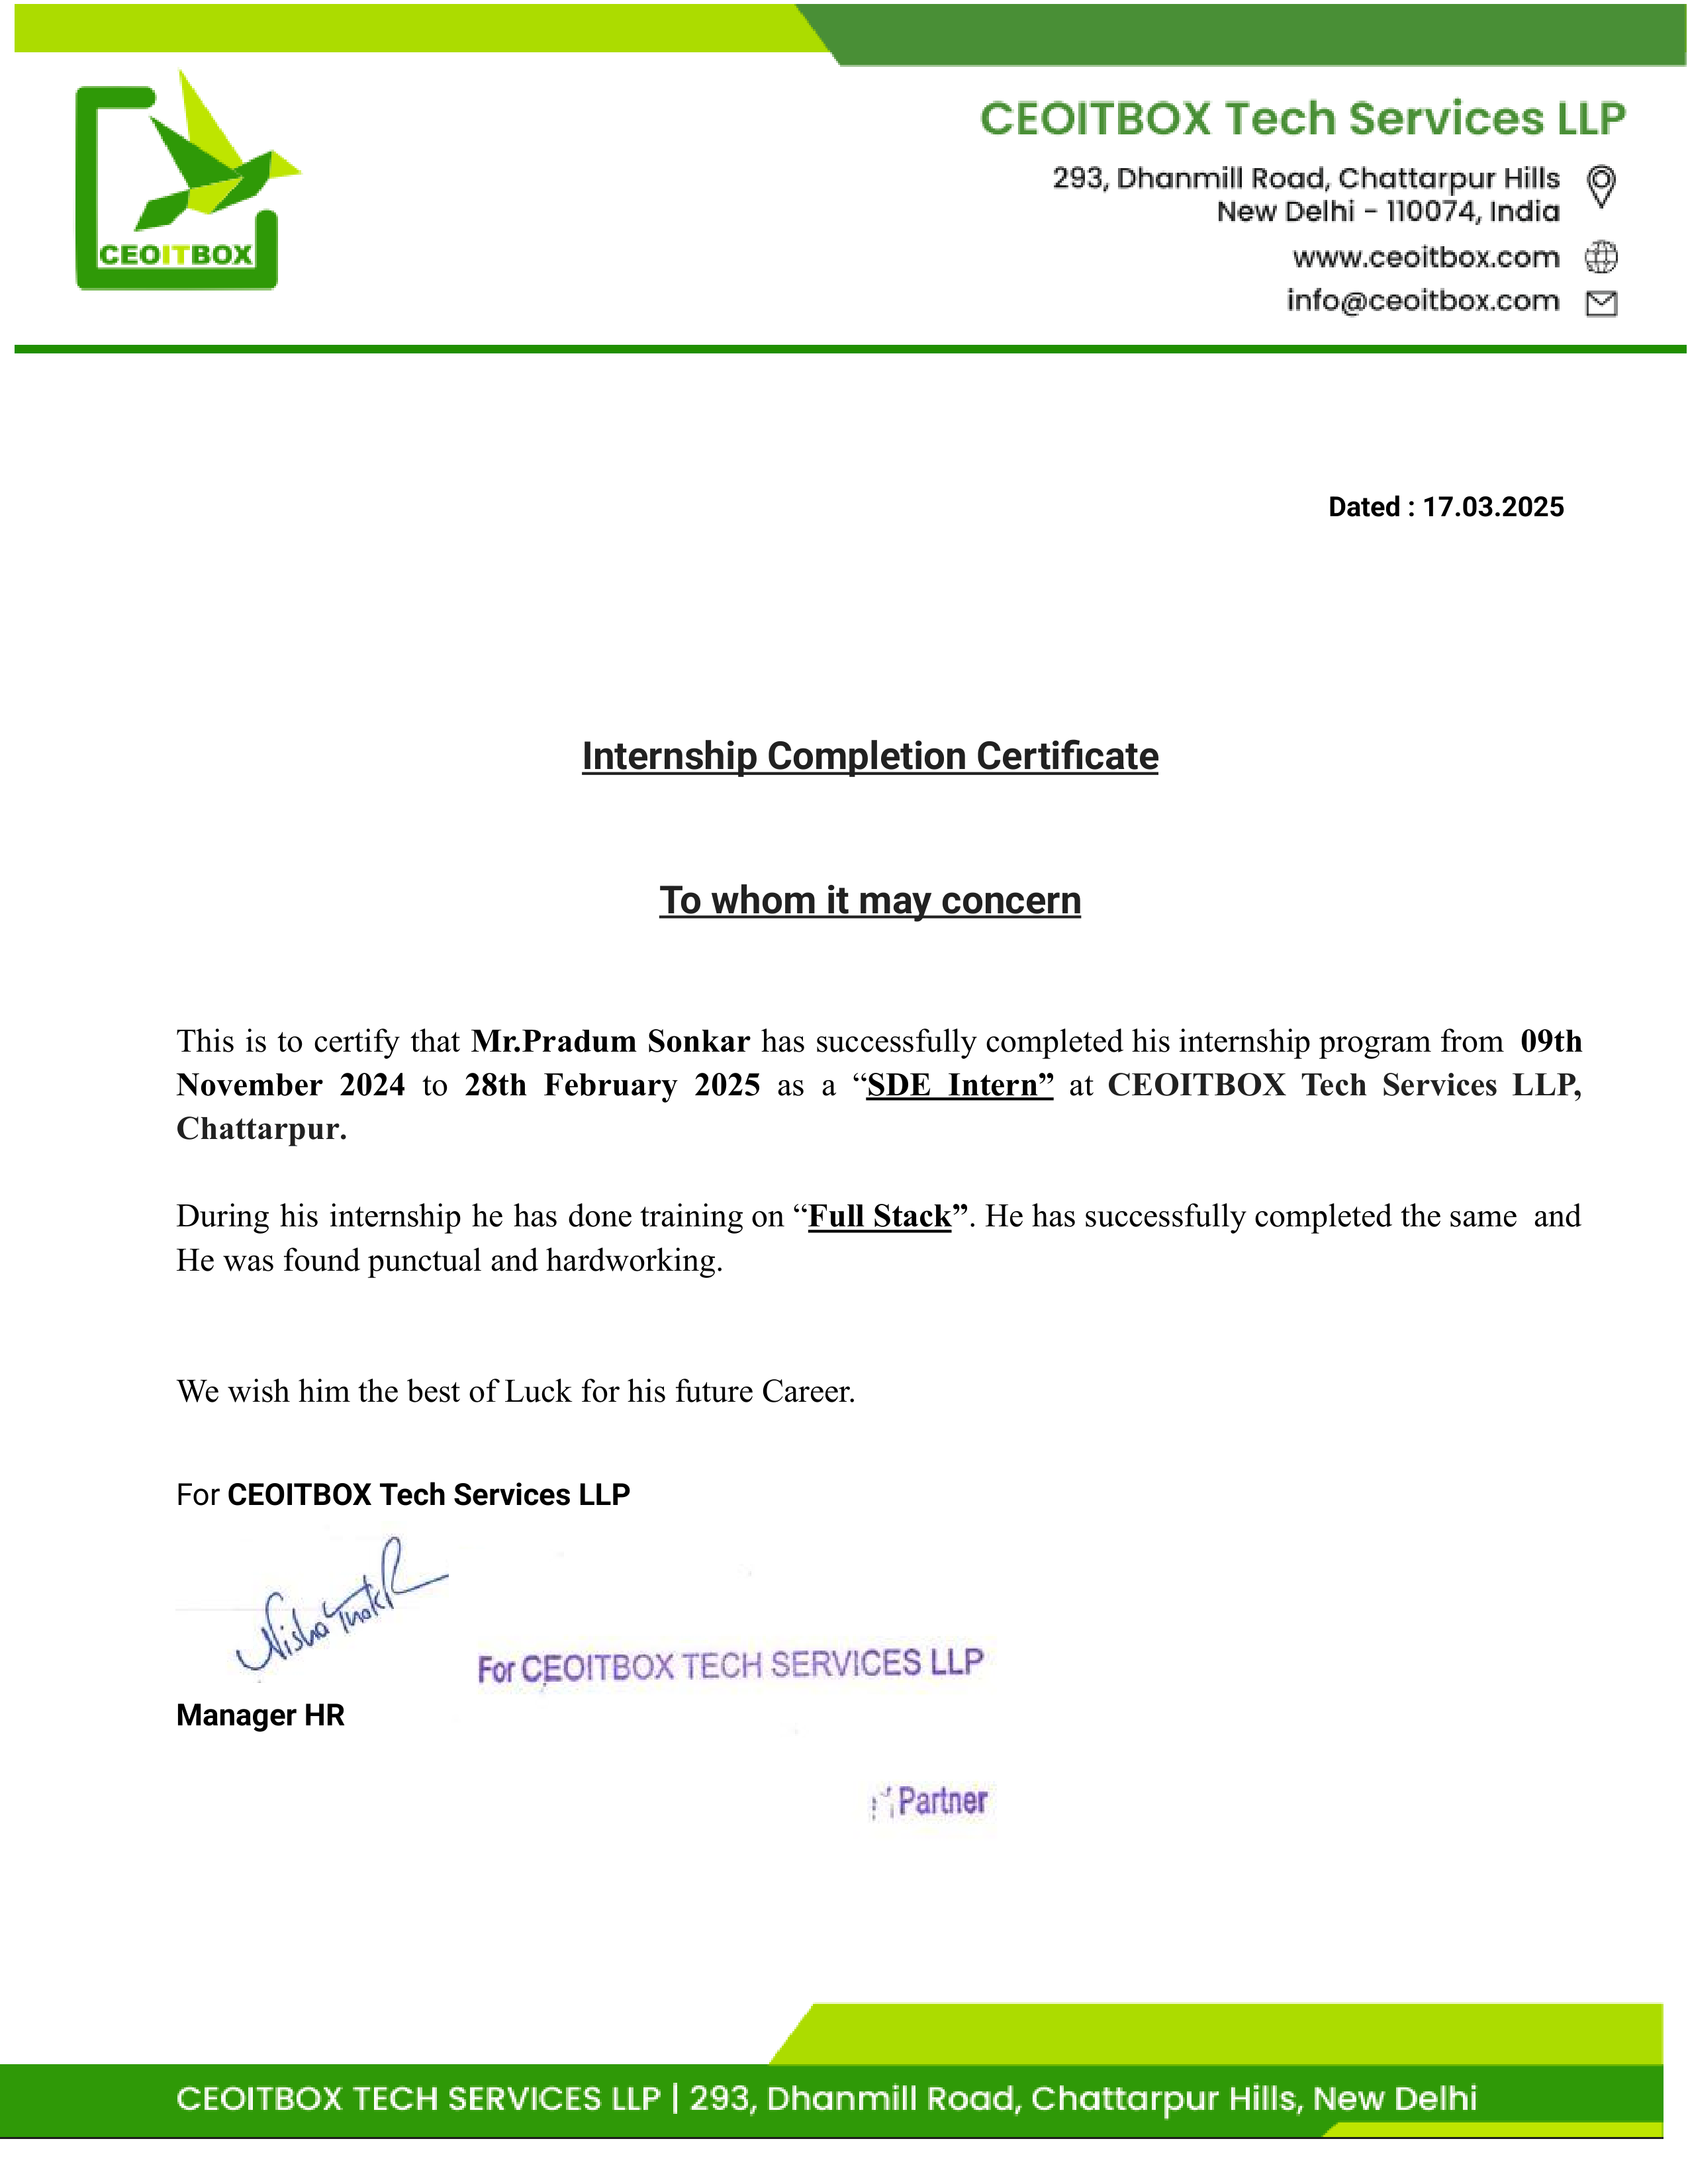 CEOITBOX
CEOITBOX Tech Services LLP
293, Dhanmill Road, Chattarpur Hills
New Delhi - 110074, India
www.ceoitbox.com
info@ceoitbox.com
Dated : 17.03.2025
Internship Completion Certificate
To whom it may concern
This is to certify that Mr.Pradum Sonkar has successfully completed his internship program from 09th
November 2024 to 28th February 2025 as a “SDE Intern” at CEOITBOX Tech Services LLP,
Chattarpur.
During his internship he has done training on “Full Stack”. He has successfully completed the same and
He was found punctual and hardworking.
We wish him the best of Luck for his future Career.
For CEOITBOX Tech Services LLP
Nisha
For CEOITBOX TECH SERVICES LLP
Manager HR
Partner
CEOITBOX TECH SERVICES LLP | 293, Dhanmill Road, Chattarpur Hills, New Delhi